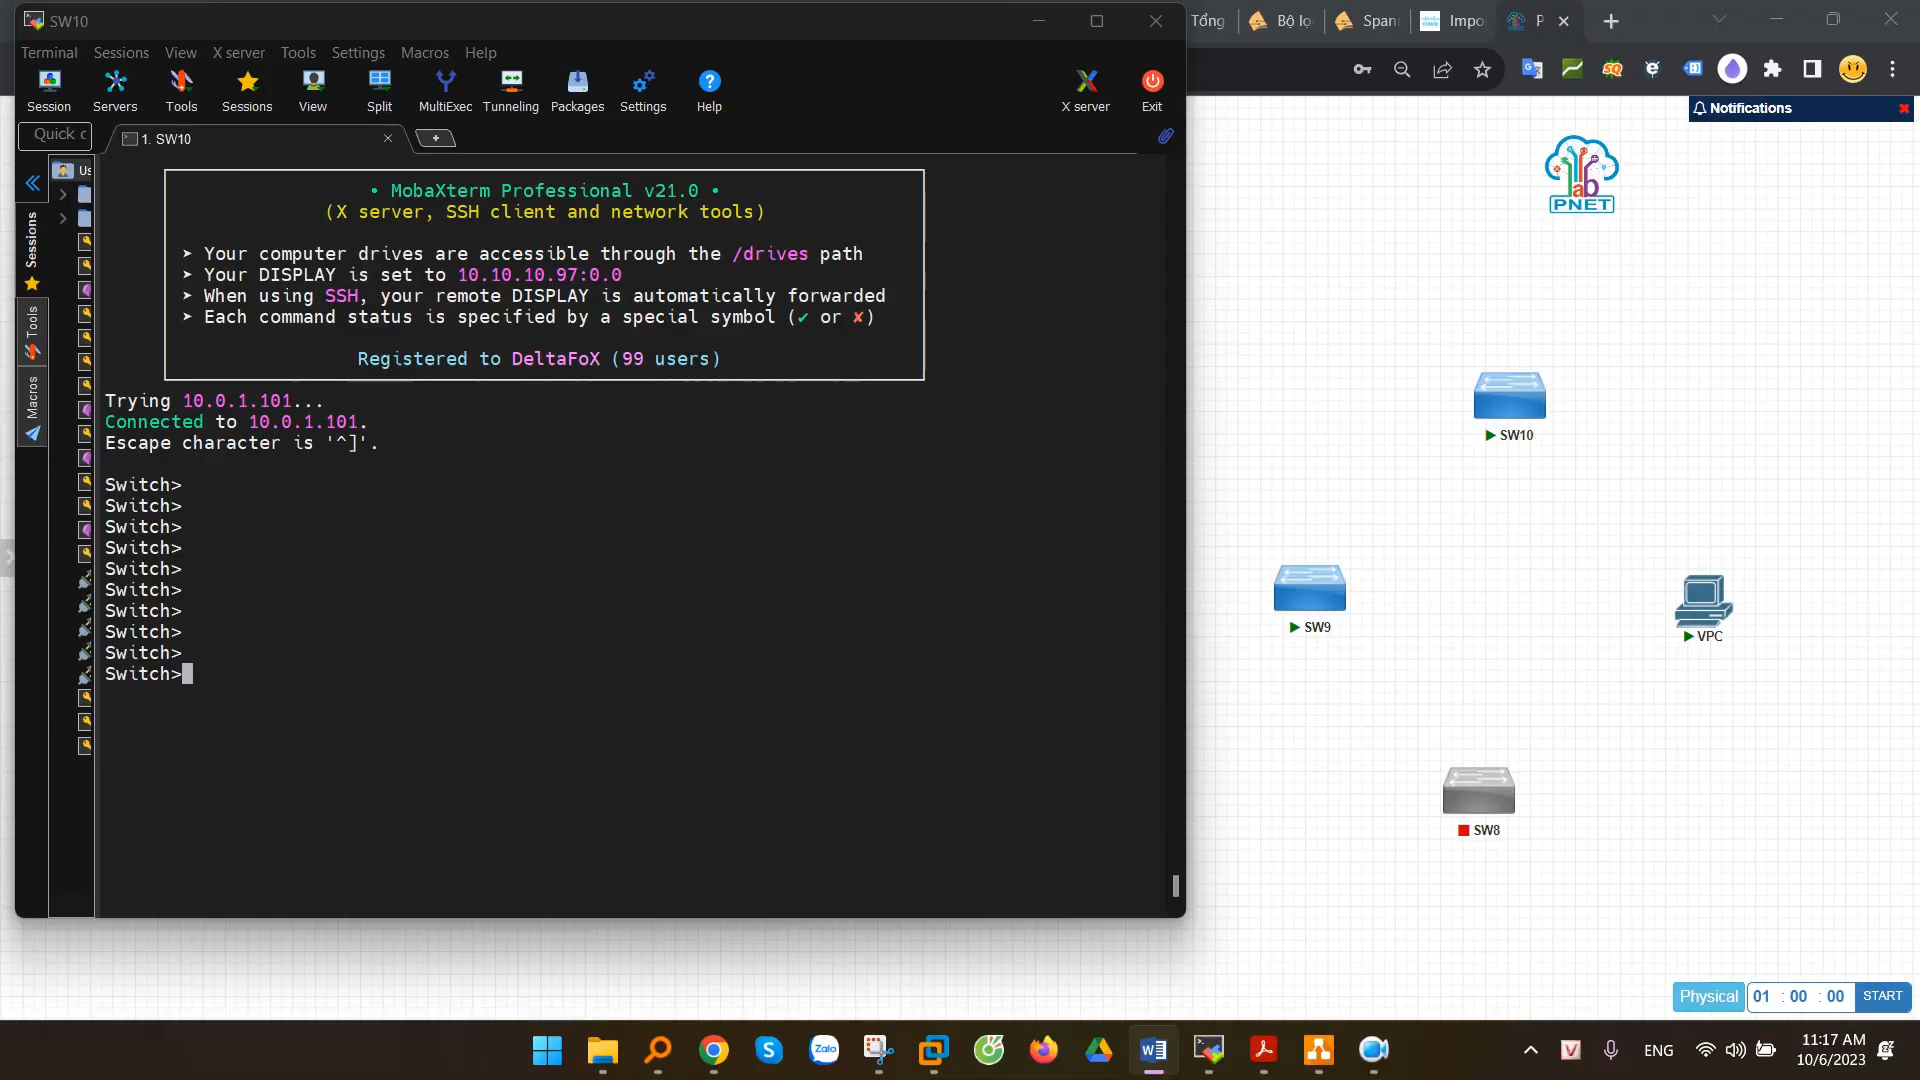 SW10
Tổng
Bộ lọ
Span
Impo
P
Terminal Sessions View X server Tools Settings Macros Help
Session Servers Tools Sessions View Split MultiExec Tunneling Packages Settings Help X server Exit
Notifications
Quick c
1. SW10
Us
Sessions
Tools
Macros
• MobaXterm Professional v21.0 •
(X server, SSH client and network tools)
➤ Your computer drives are accessible through the /drives path
➤ Your DISPLAY is set to 10.10.10.97:0.0
➤ When using SSH, your remote DISPLAY is automatically forwarded
➤ Each command status is specified by a special symbol (✔ or ✘)
Registered to DeltaFoX (99 users)
Trying 10.0.1.101...
Connected to 10.0.1.101.
Escape character is '^]'.
Switch>
Switch>
Switch>
Switch>
Switch>
Switch>
Switch>
Switch>
Switch>
Switch>
lab
PNET
SW10
SW9
VPC
SW8
Physical 01 : 00 : 00 START
Zalo
ENG
11:17 AM
10/6/2023